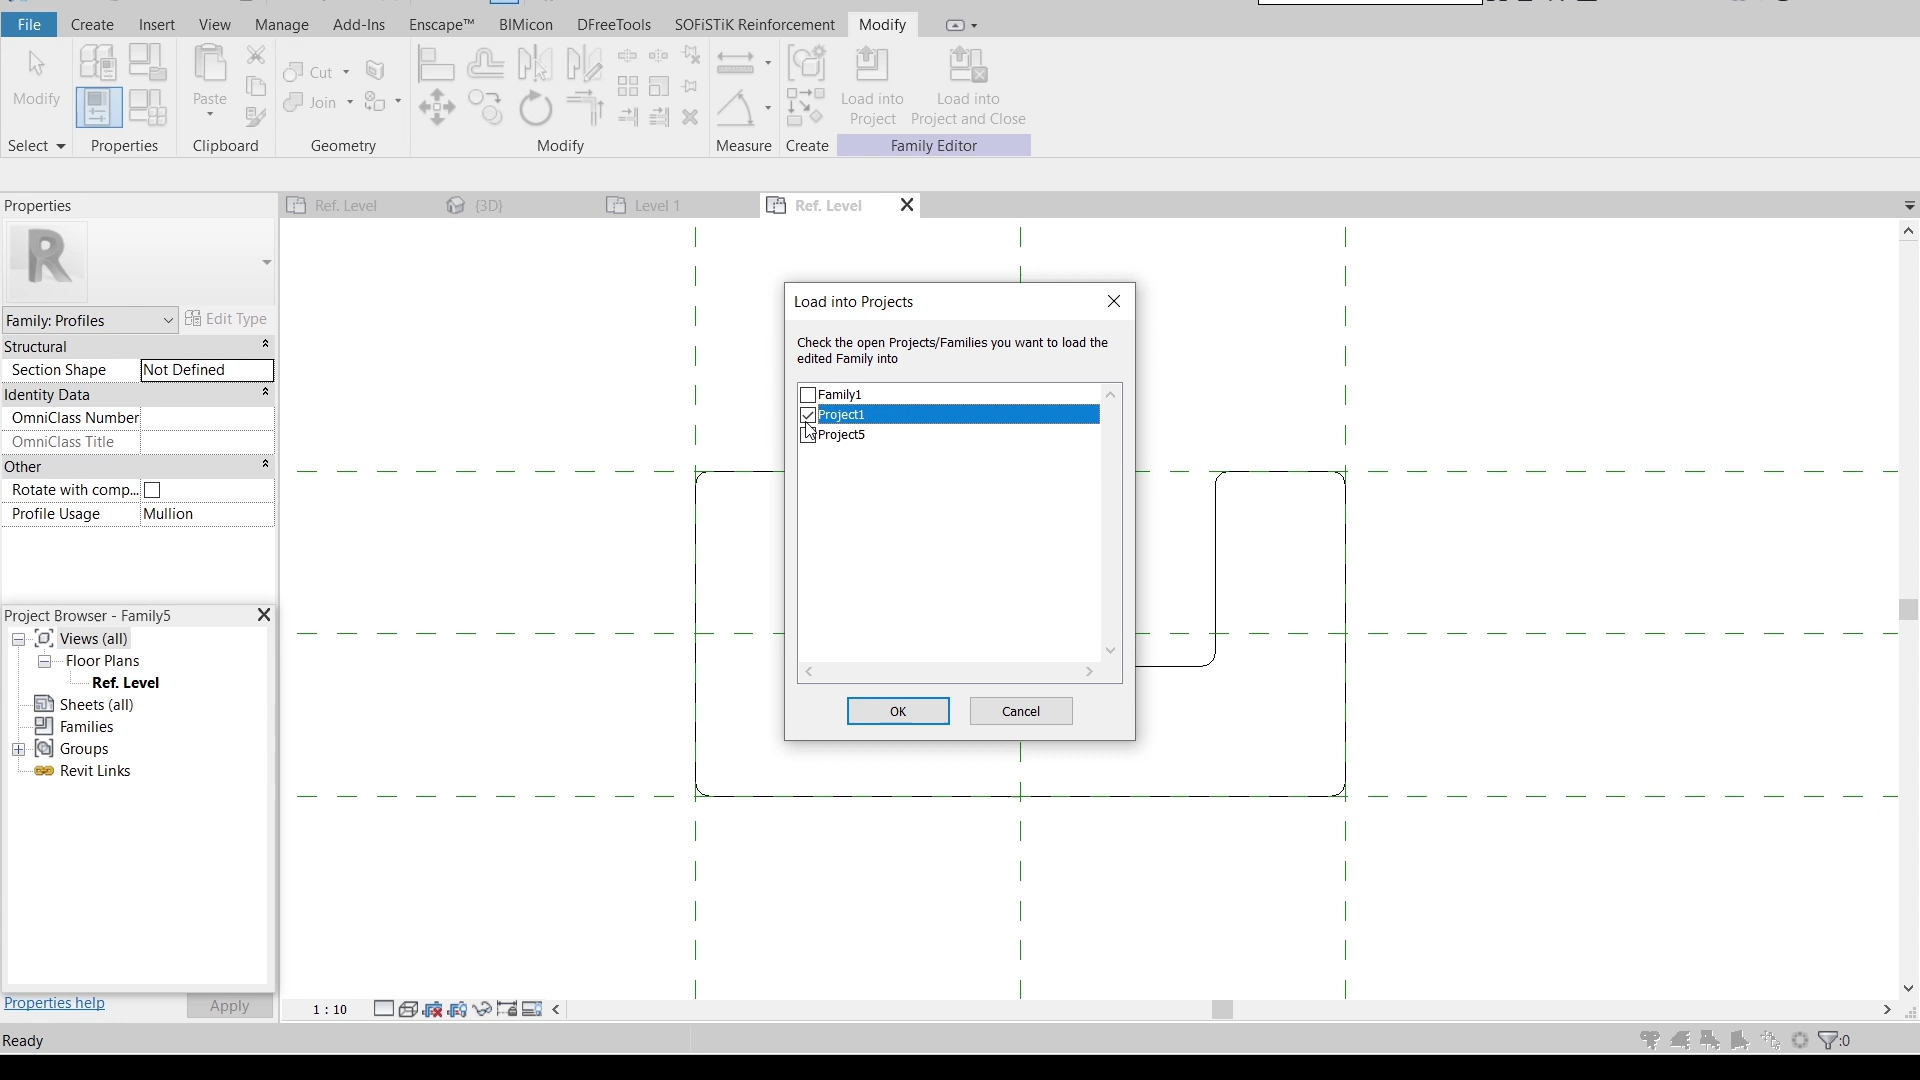 File Create Insert View Manage Add-Ins Enscape™ BIMicon DFreeTools SOFiSTiK Reinforcement Modify
Modify
Paste
Cut
Join
Load into
Project
Load into
Project and Close
Select Properties Clipboard Geometry Modify Measure Create Family Editor
Properties
Ref. Level {3D} Level 1 Ref. Level
R
Family: Profiles Edit Type
Structural
Section Shape Not Defined
Identity Data
OmniClass Number
OmniClass Title
Other
Rotate with comp...
Profile Usage Mullion
Project Browser - Family5
Views (all)
Floor Plans
Ref. Level
Sheets (all)
Families
Groups
Revit Links
Properties help Apply
Load into Projects
Check the open Projects/Families you want to load the
edited Family into
Family1
Project1
Project5
OK Cancel
1 : 10
Ready
:0